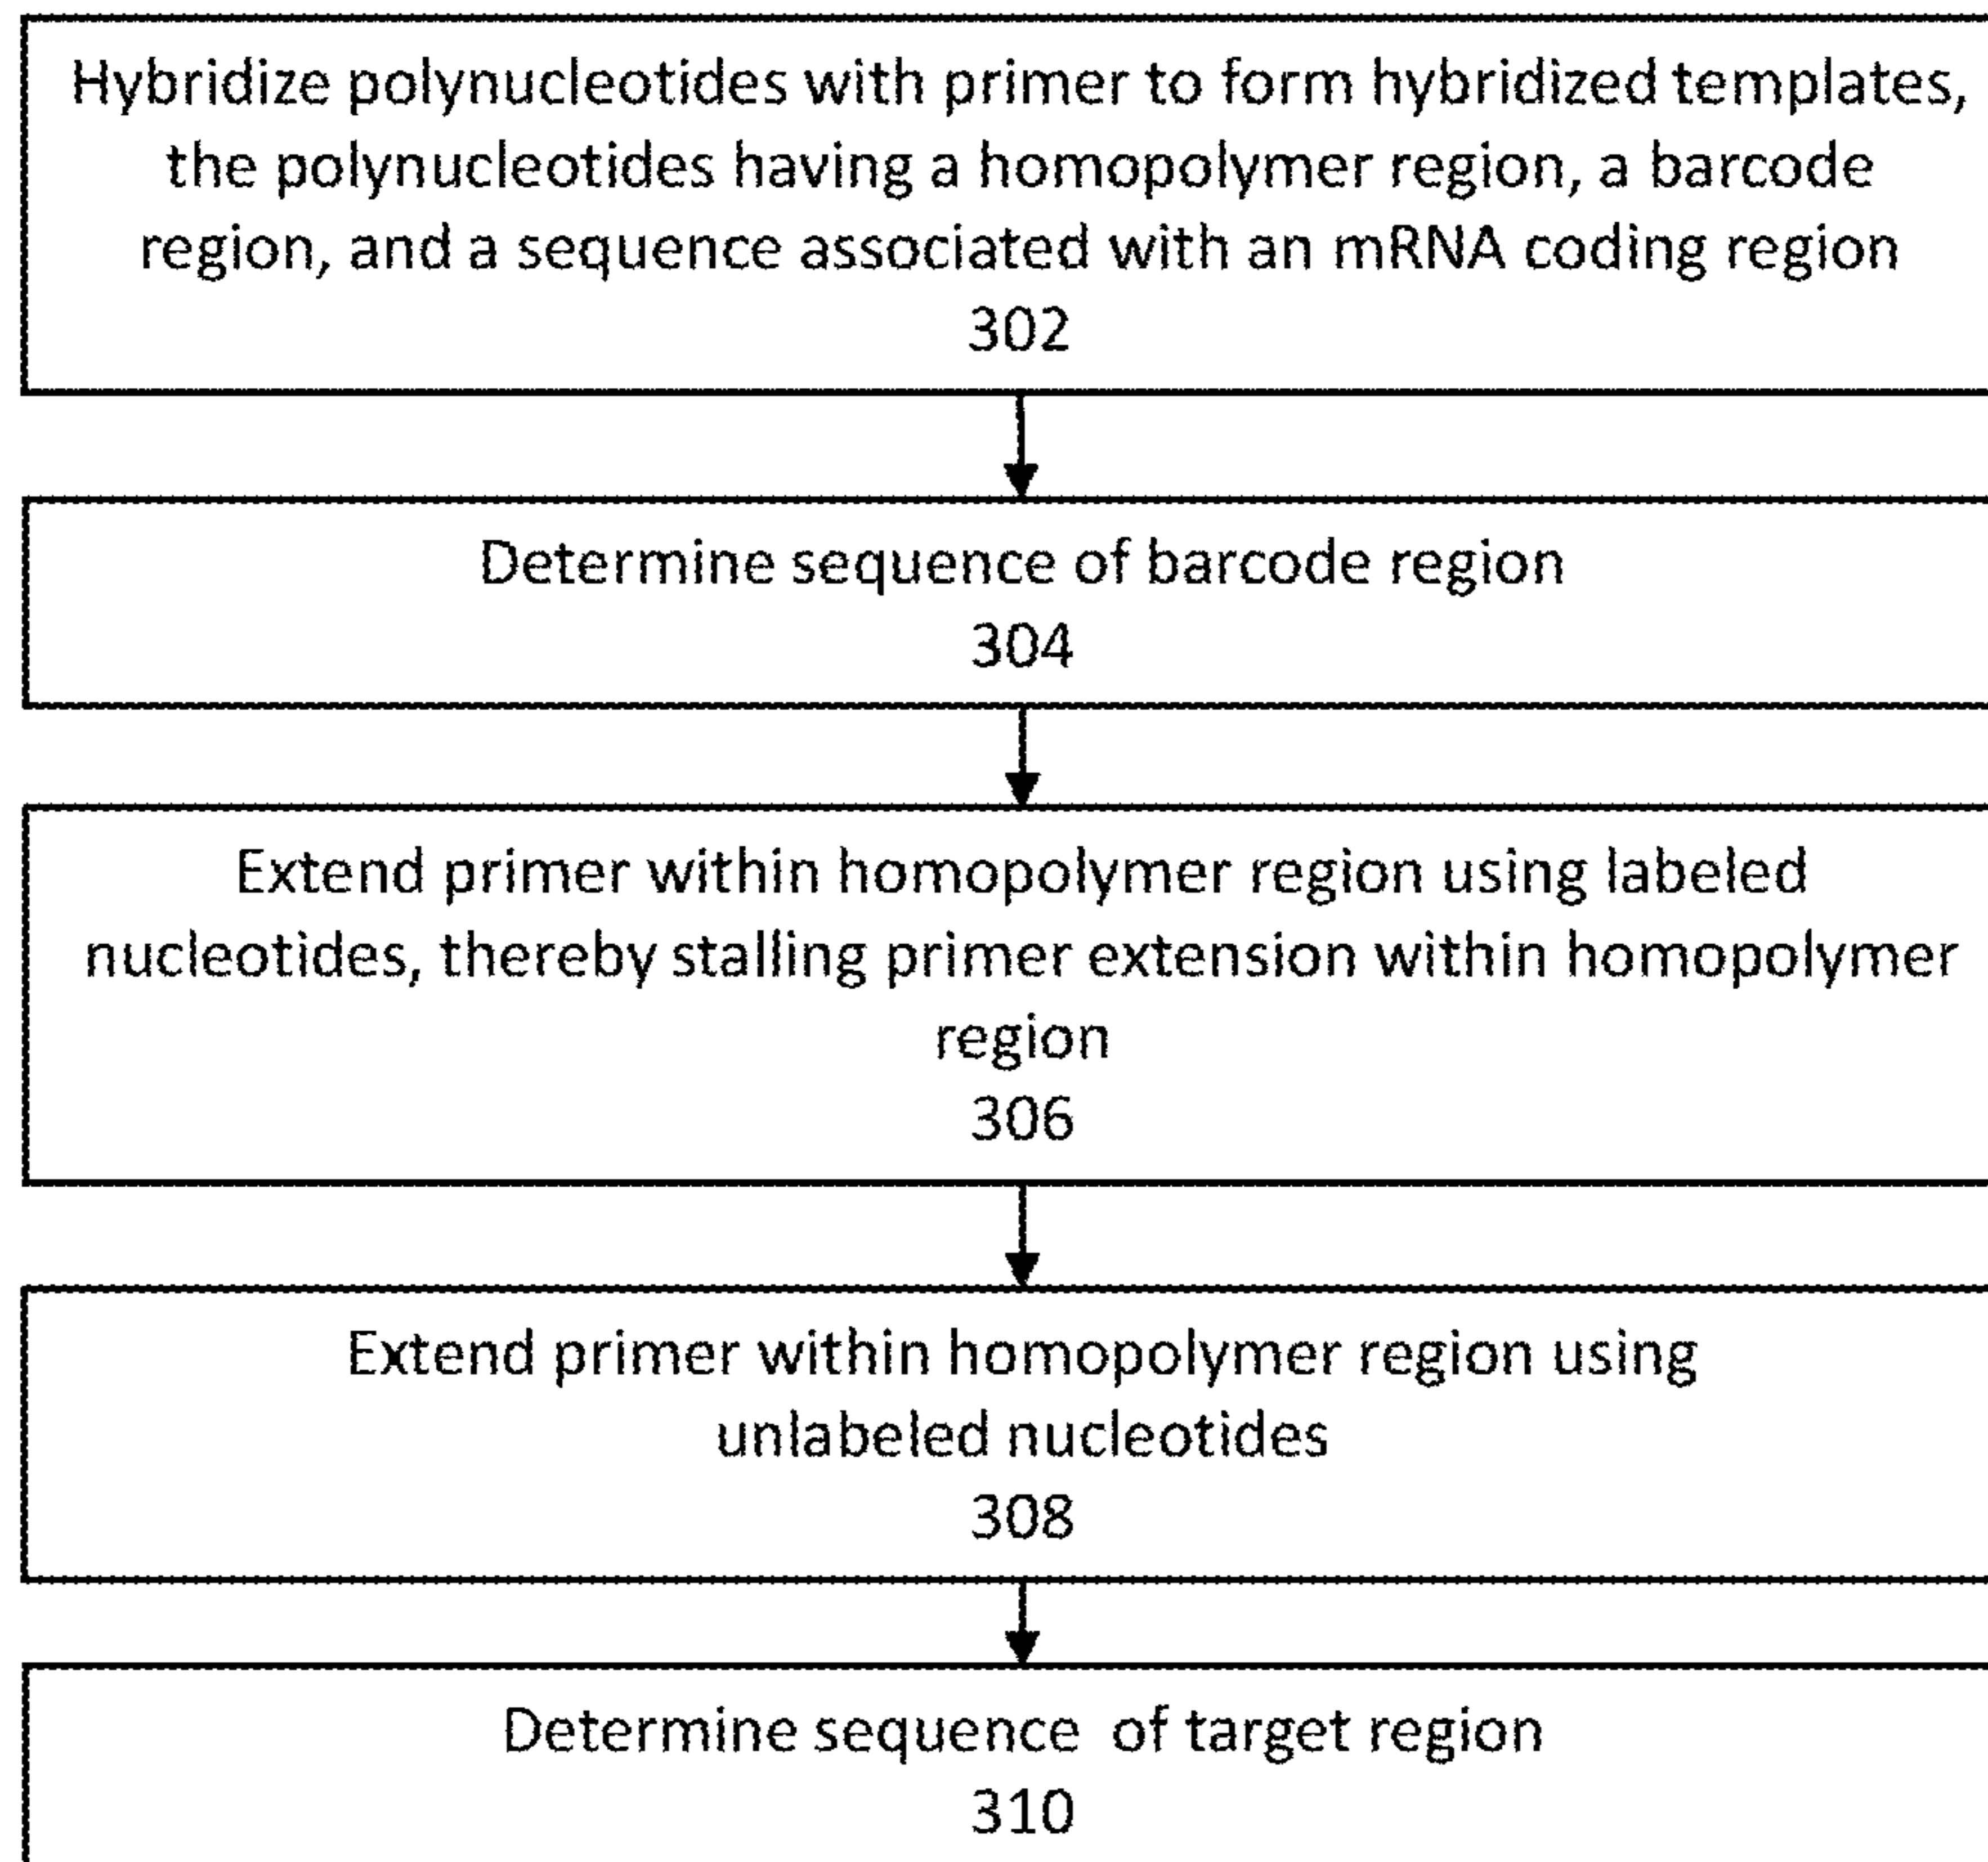 Hybridize polynucleotides with primer to form hybridized templates,
the polynucleotides having a homopolymer region, a barcode
region, and a sequence associated with an mRNA coding region
302
Determine sequence of barcode region
304
Extend primer within homopolymer region using labeled
nucleotides, thereby stalling primer extension within homopolymer
region
306
Extend primer within homopolymer region using
unlabeled nucleotides
308
Determine sequence of target region
310